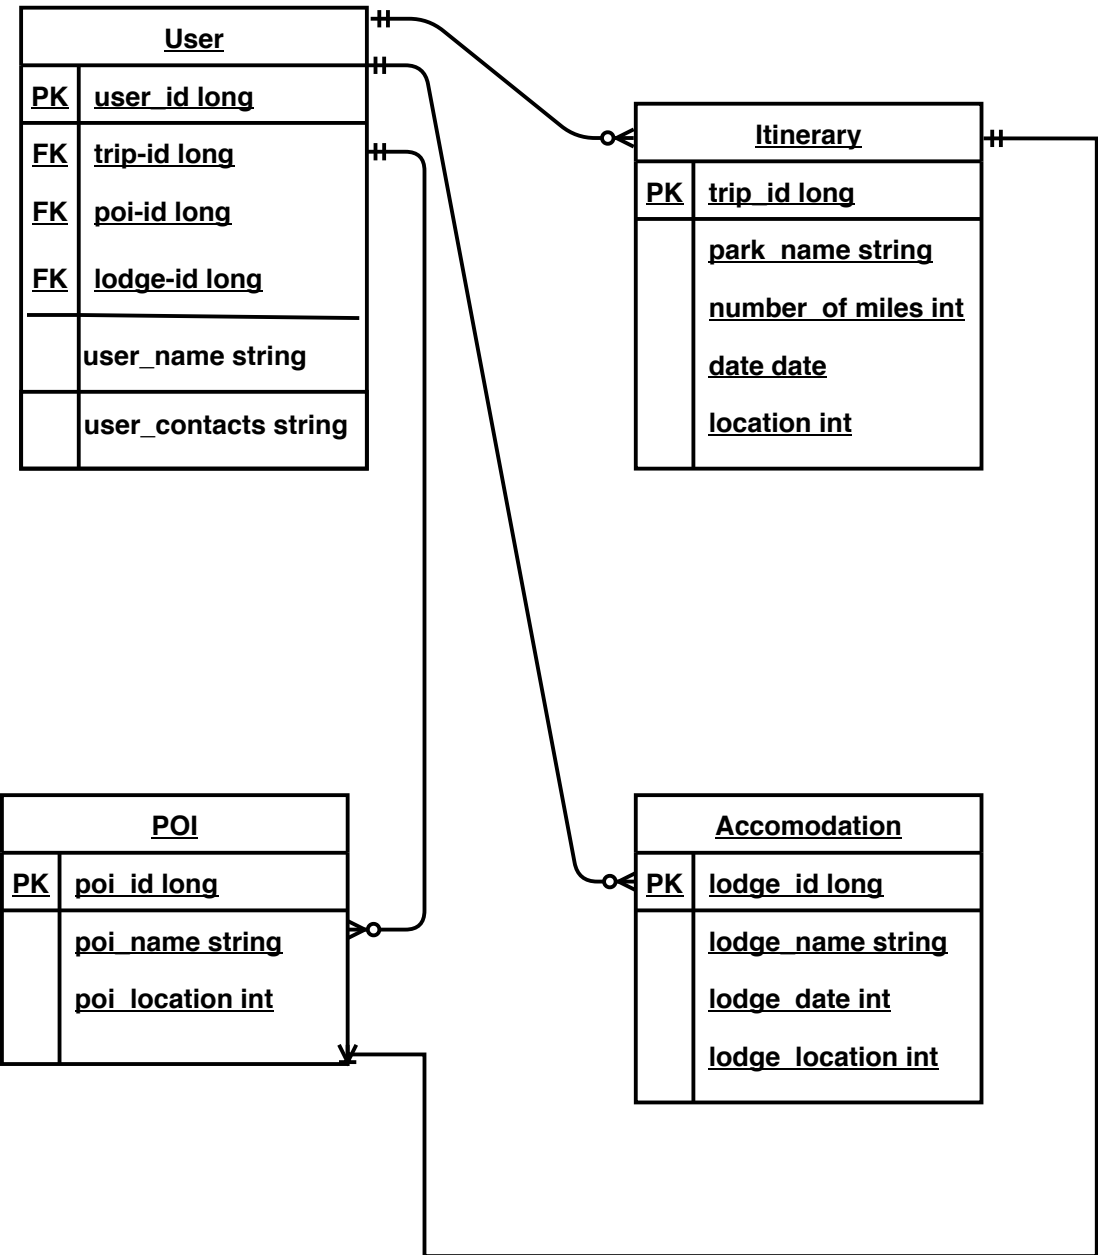 User
PK user_id long
FK trip-id long
FK poi-id long
FK lodge-id long
user_name string
user_contacts string
Itinerary
PK trip_id long
park_name string
number_of miles int
date date
location int
POI
PK poi_id long
poi_name string
poi_location int
Accomodation
PK lodge_id long
lodge_name string
lodge_date int
lodge_location int